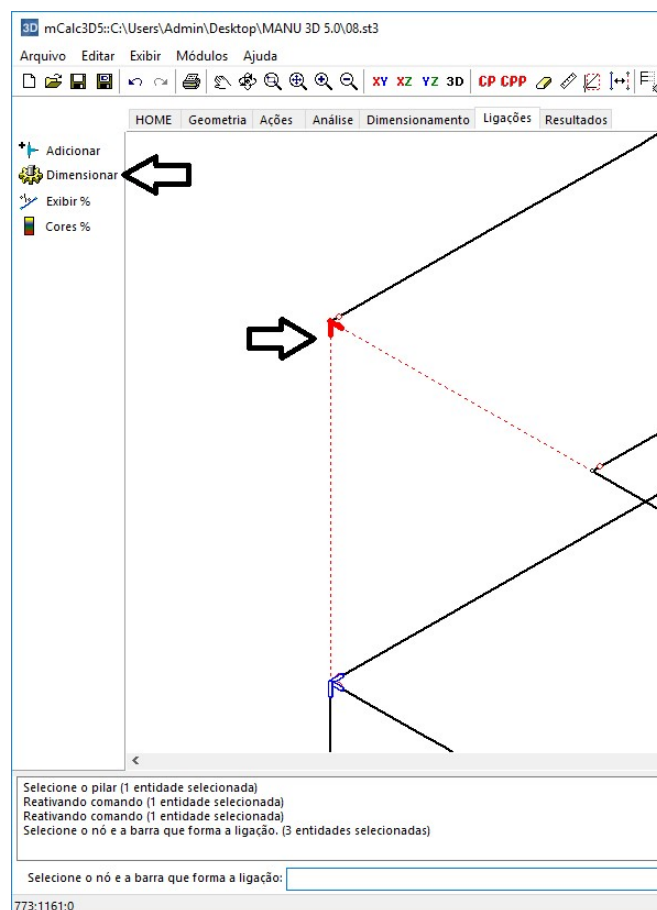 3D mCalc3D5::C:\Users\Admin\Desktop\MANU 3D 5.0\08.st3
Arquivo Editar Exibir Módulos Ajuda
XY XZ YZ 3D CP CPP
HOME Geometria Ações Análise Dimensionamento Ligações Resultados
Adicionar
Dimensionar
Exibir %
Cores %
Selecione o pilar (1 entidade selecionada)
Reativando comando (1 entidade selecionada)
Reativando comando (1 entidade selecionada)
Selecione o nó e a barra que forma a ligação. (3 entidades selecionadas)
Selecione o nó e a barra que forma a ligação:
773:1161:0